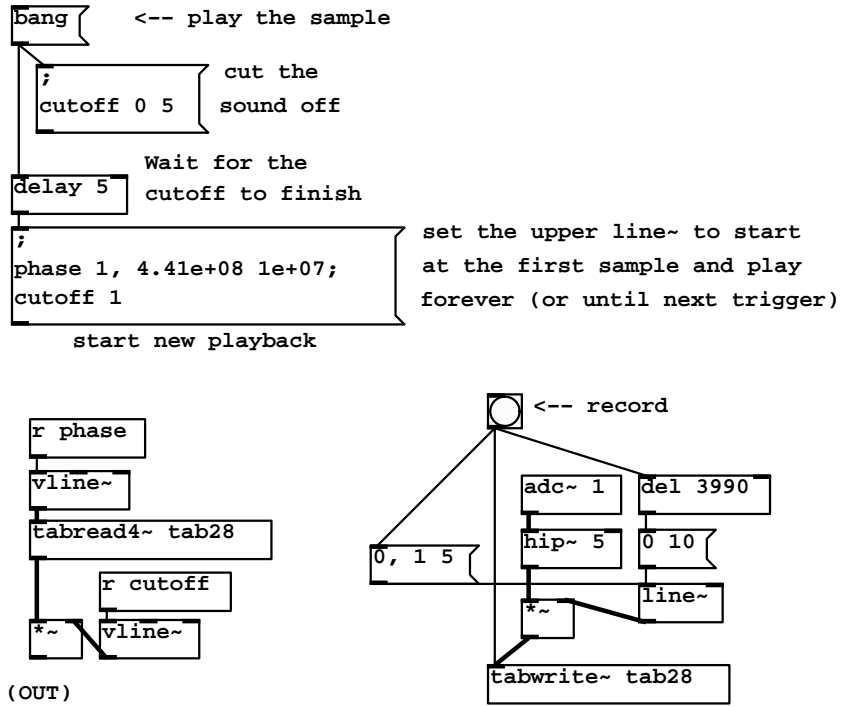 bang <-- play the sample
;
cutoff 0 5
cut the
sound off
Wait for the
cutoff to finish
delay 5
;
phase 1, 4.41e+08 1e+07;
cutoff 1
set the upper line~ to start
at the first sample and play
forever (or until next trigger)
start new playback
<-- record
r phase
vline~
tabread4~ tab28
r cutoff
*~
vline~
(OUT)
adc~ 1
del 3990
0, 1 5
hip~ 5
0 10
*~
line~
tabwrite~ tab28